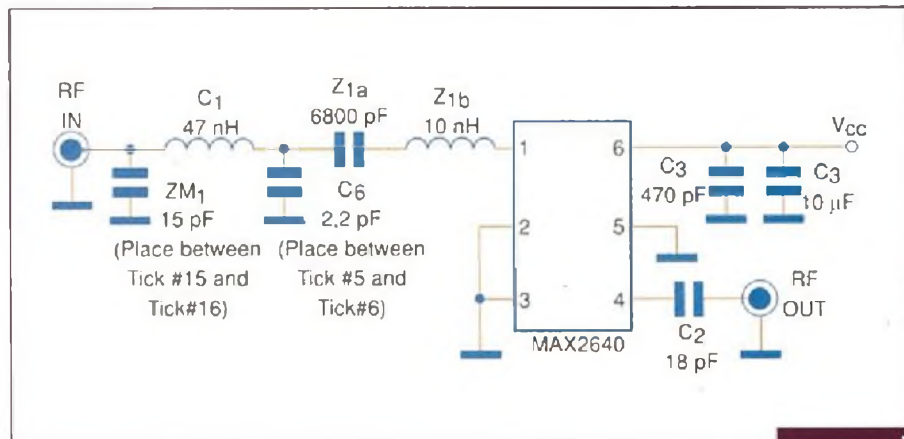 RF
IN
C1
47 nH
Z1a
6800 pF
Z1b
10 nH
ZM1
15 pF
(Place between
Tick #15 and
Tick#16)
C6
2,2 pF
(Place between
Tick #5 and
Tick#6)
1
2
3
6
5
4
MAX2640
C3
470 pF
C3
10 µF
Vcc
C2
18 pF
RF
OUT